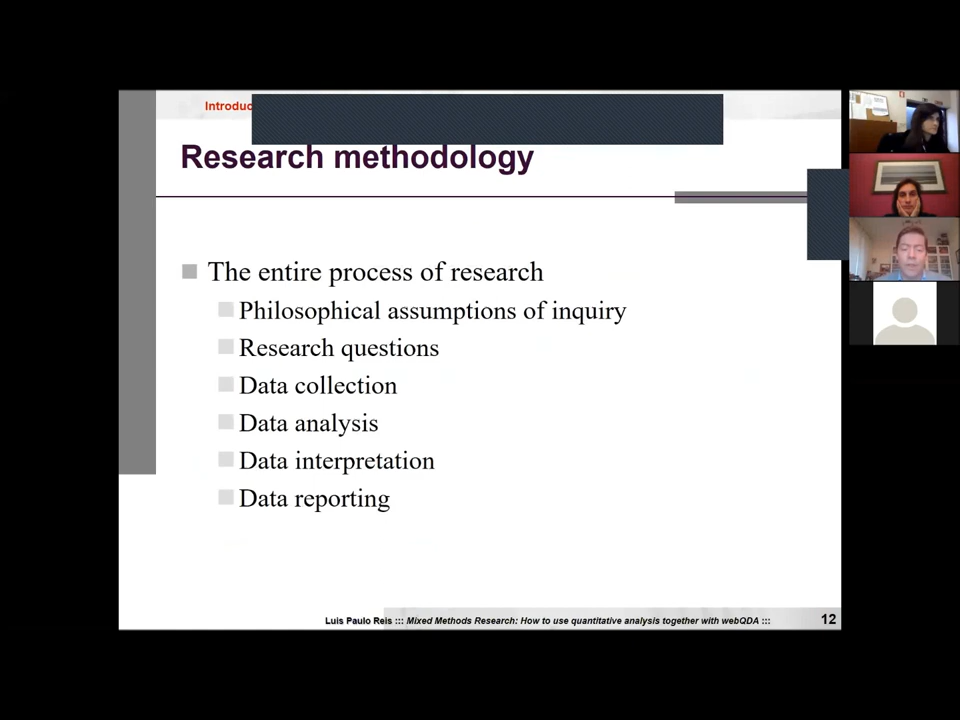 Research methodology
The entire process of research
Philosophical assumptions of inquiry
Research questions
Data collection
Data analysis
Data interpretation
Data reporting
Luis Paulo Reis ::: Mixed Methods Research: How to use quantitative analysis together with webQDA ::: 12